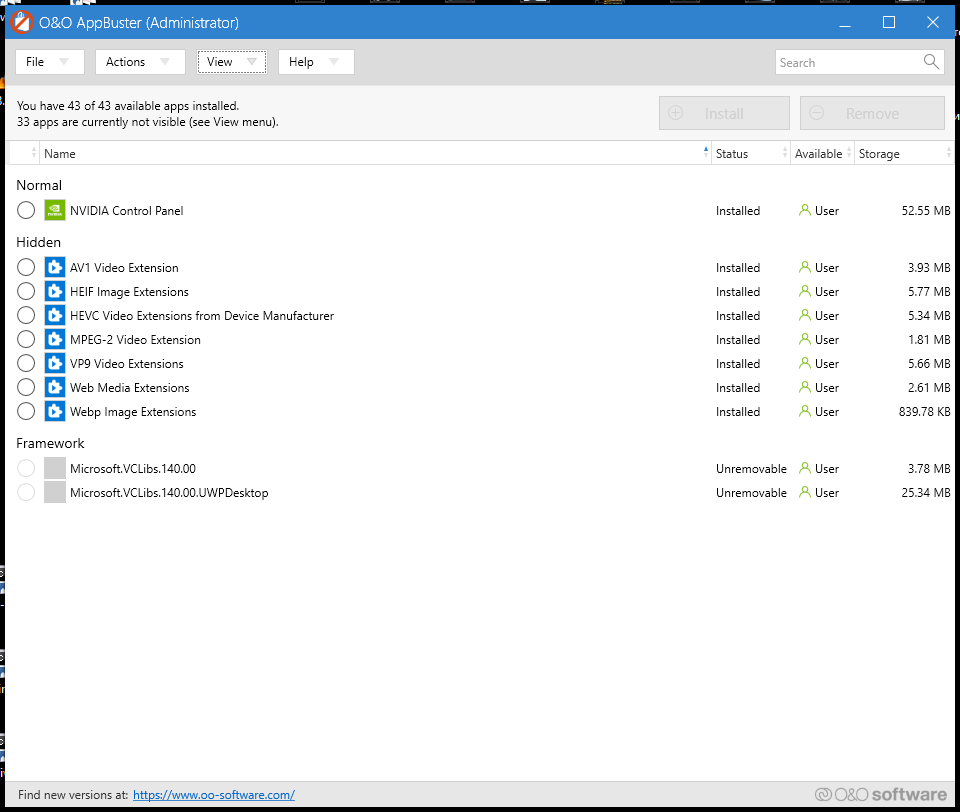 O&O AppBuster (Administrator)
File Actions View Help Search
You have 43 of 43 available apps installed.
33 apps are currently not visible (see View menu).
Install Remove
Name Status Available Storage
Normal
NVIDIA Control Panel Installed User 52.55 MB
Hidden
AV1 Video Extension Installed User 3.93 MB
HEIF Image Extensions Installed User 5.77 MB
HEVC Video Extensions from Device Manufacturer Installed User 5.34 MB
MPEG-2 Video Extension Installed User 1.81 MB
VP9 Video Extensions Installed User 5.66 MB
Web Media Extensions Installed User 2.61 MB
Webp Image Extensions Installed User 839.78 KB
Framework
Microsoft.VCLibs.140.00 Unremovable User 3.78 MB
Microsoft.VCLibs.140.00.UWPDesktop Unremovable User 25.34 MB
Find new versions at: https://www.oo-software.com/ O&O software